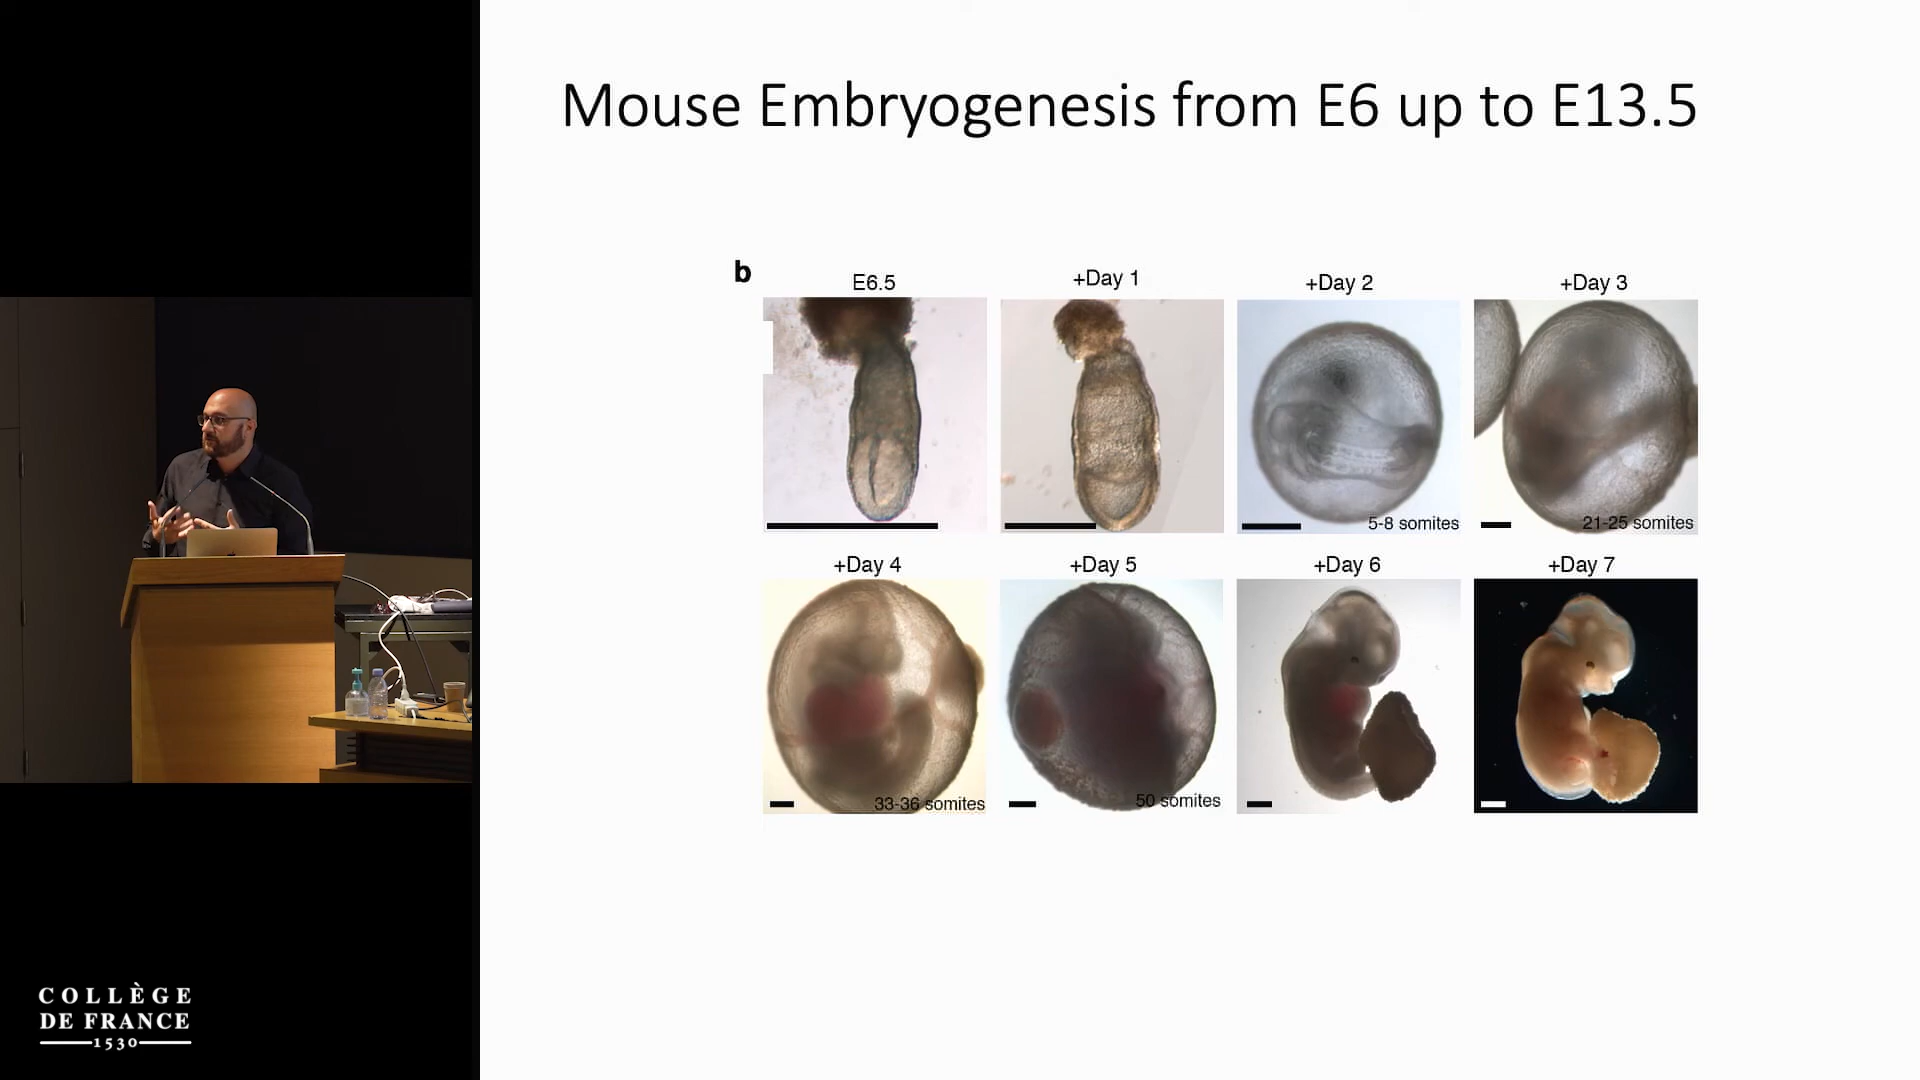 Mouse Embryogenesis from E6 up to E13.5
b
E6.5
+Day 1
+Day 2
+Day 3
5-8 somites
21-25 somites
+Day 4
+Day 5
+Day 6
+Day 7
33-36 somites
50 somites
COLLÈGE
DE FRANCE
1530